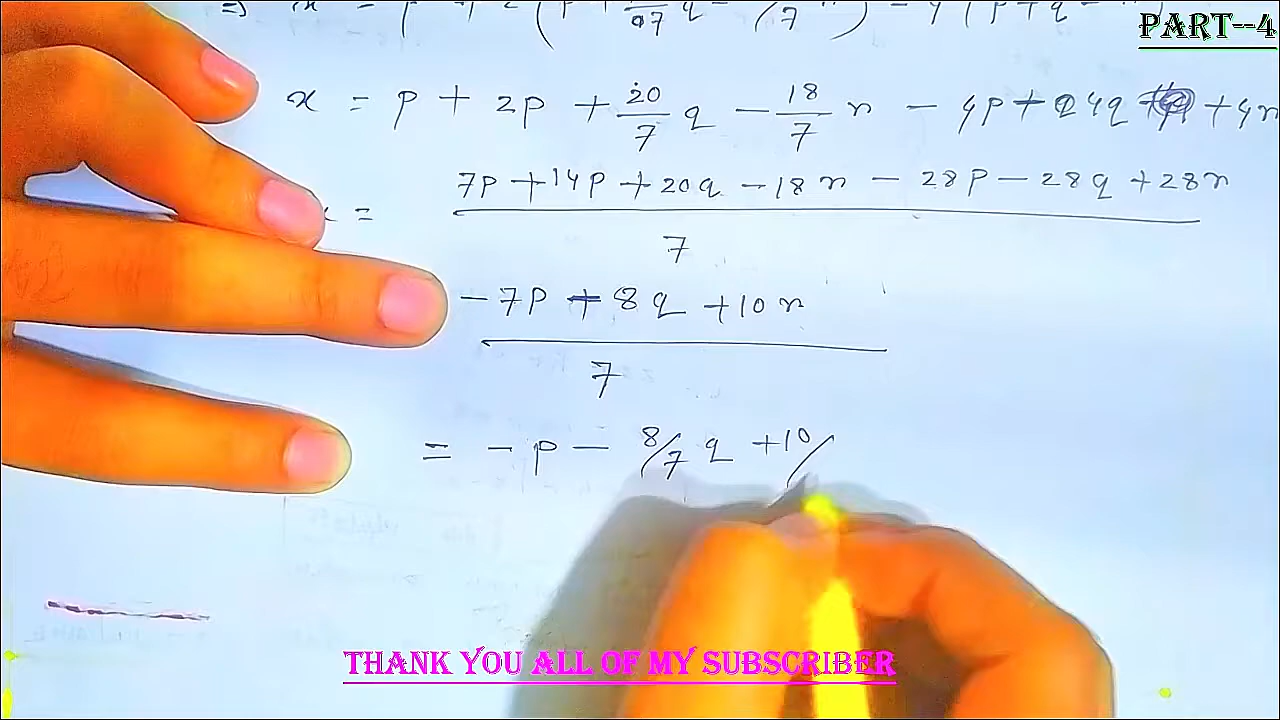 PART--4
x = p + 2p + 20/7 q - 18/7 r - 4p + 4q + 4r
= 7p + 14p + 20q - 18r - 28p - 28q + 28r
7
-7p - 8q + 10r
7
= -p - 8/7 q + 10/
THANK YOU ALL OF MY SUBSCRIBER